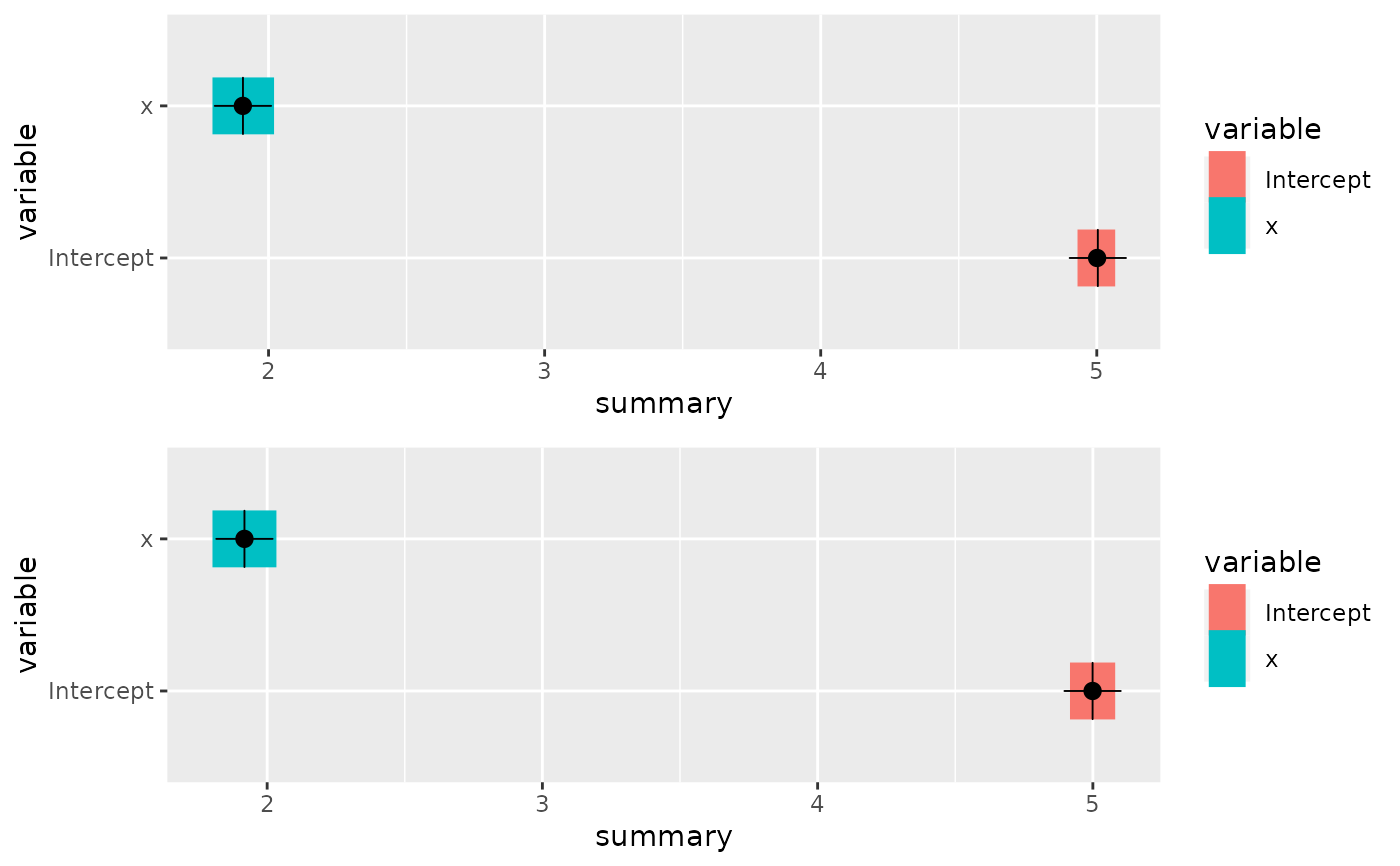 variable
x
Intercept
2 3 4 5
summary
variable
Intercept
x
variable
x
Intercept
2 3 4 5
summary
variable
Intercept
x